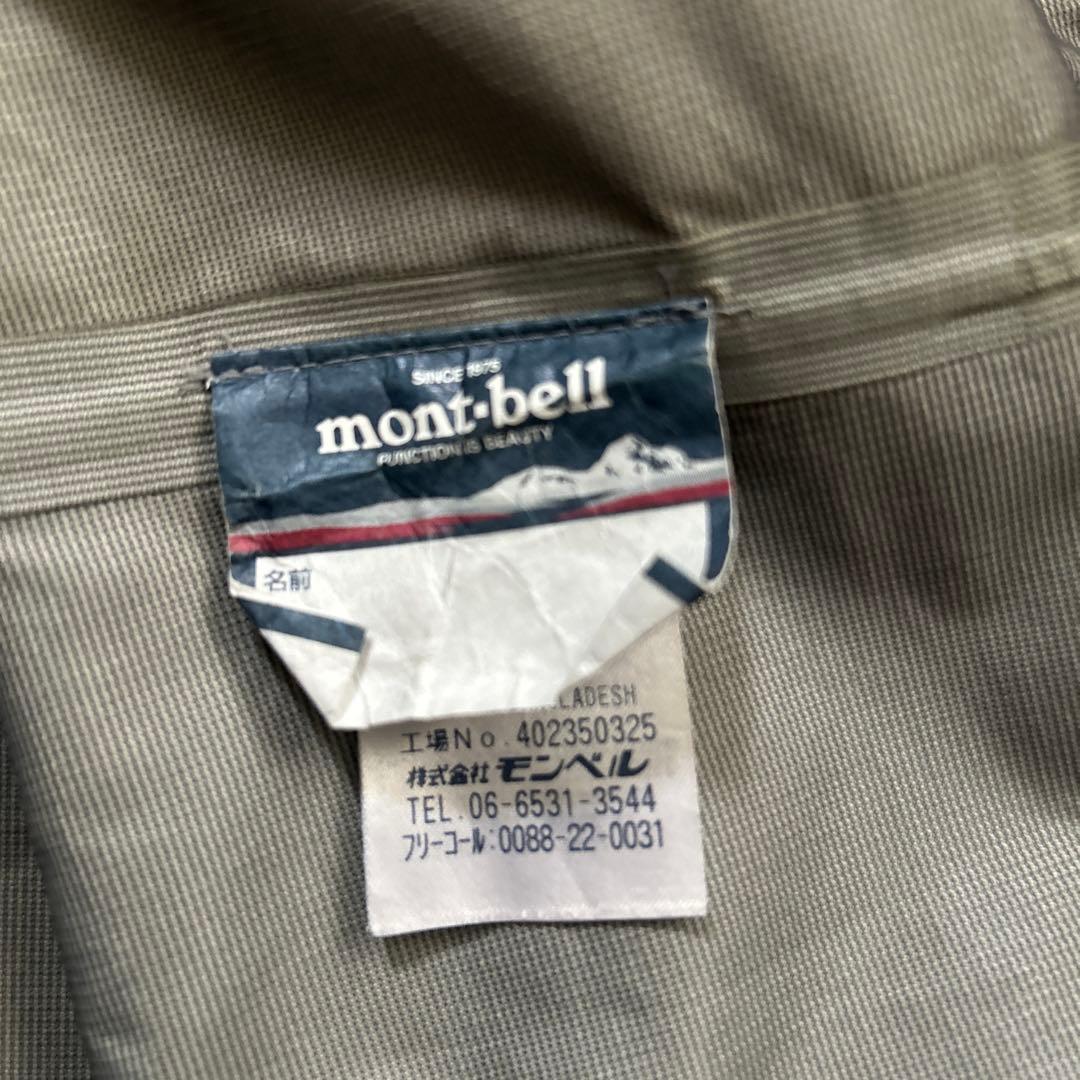 SINCE 1975
mont-bell
FUNCTION IS BEAUTY
名前
LADESH
工場No.402350325
株式会社 モンベル
TEL.06-6531-3544
フリーコール:0088-22-0031